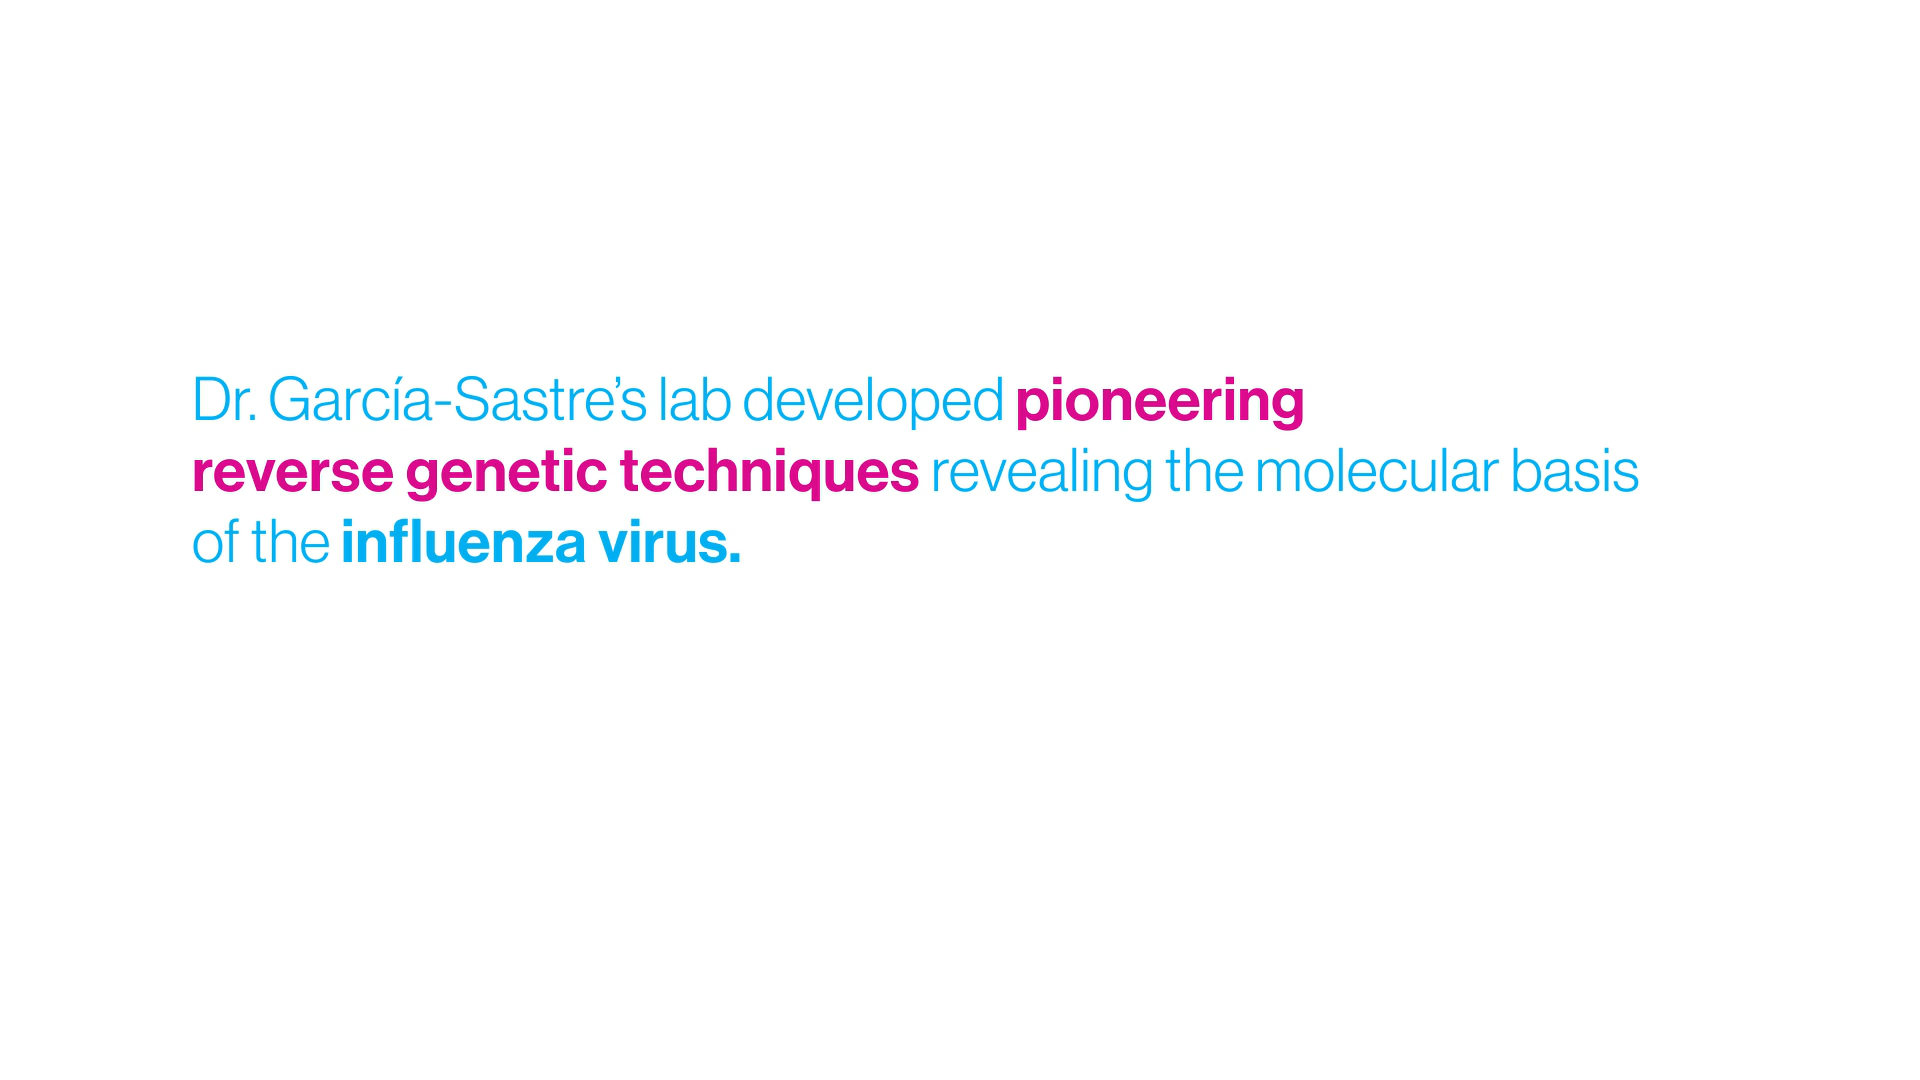 Dr. García-Sastre’s lab developed pioneering
reverse genetic techniques revealing the molecular basis
of the influenza virus.